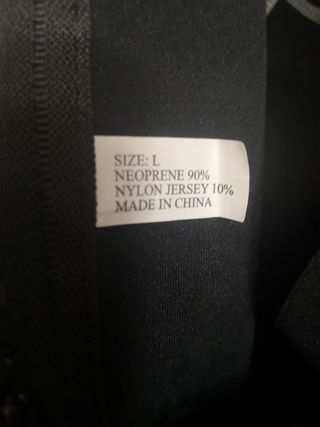 SIZE: L
NEOPRENE 90%
NYLON JERSEY 10%
MADE IN CHINA